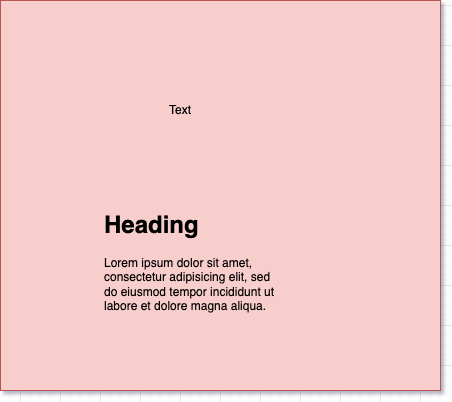 Text
Heading
Lorem ipsum dolor sit amet,
consectetur adipisicing elit, sed
do eiusmod tempor incididunt ut
labore et dolore magna aliqua.